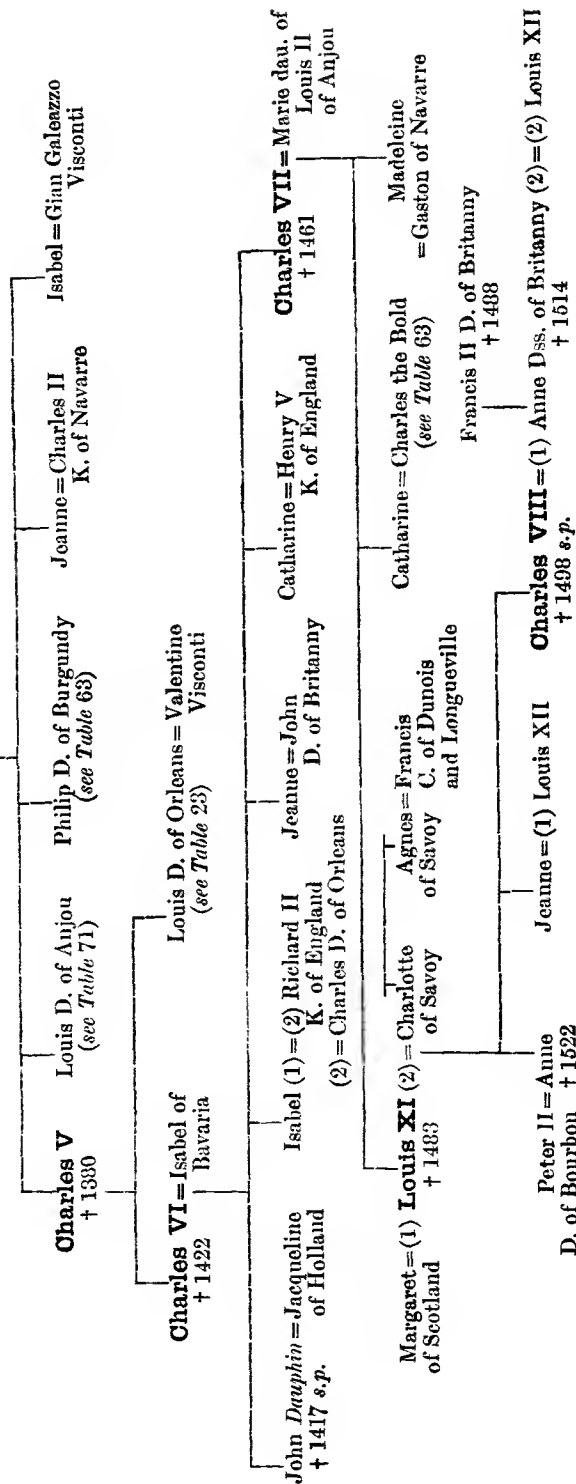 Charles V
† 1380
Louis D. of Anjou
(see Table 71)
Philip D. of Burgundy
(see Table 63)
Jeanne=Charles II
K. of Navarre
Isabel=Gian Galeazzo
Visconti
Charles VI=Isabel of
† 1422 Bavaria
Louis D. of Orleans=Valentine
(see Table 23) Visconti
John Dauphin=Jacqueline
† 1417 s.p. of Holland
Isabel (1)=(2) Richard II
K. of England
(2)=Charles D. of Orleans
Jeanne=John
D. of Britanny
Catharine=Henry V
K. of England
Charles VII=Marie dau. of
† 1461 Louis II
of Anjou
Margaret=(1) Louis XI (2)=Charlotte
of Scotland † 1483 of Savoy
Agnes=Francis
of Savoy C. of Dunois
and Longueville
Catharine=Charles the Bold
(see Table 63)
Madeleine
=Gaston of Navarre
Francis II D. of Britanny
† 1488
Peter II=Anne
D. of Bourbon † 1522
Jeanne=(1) Louis XII
Charles VIII=(1) Anne Dss. of Britanny (2)=(2) Louis XII
† 1498 s.p. † 1514